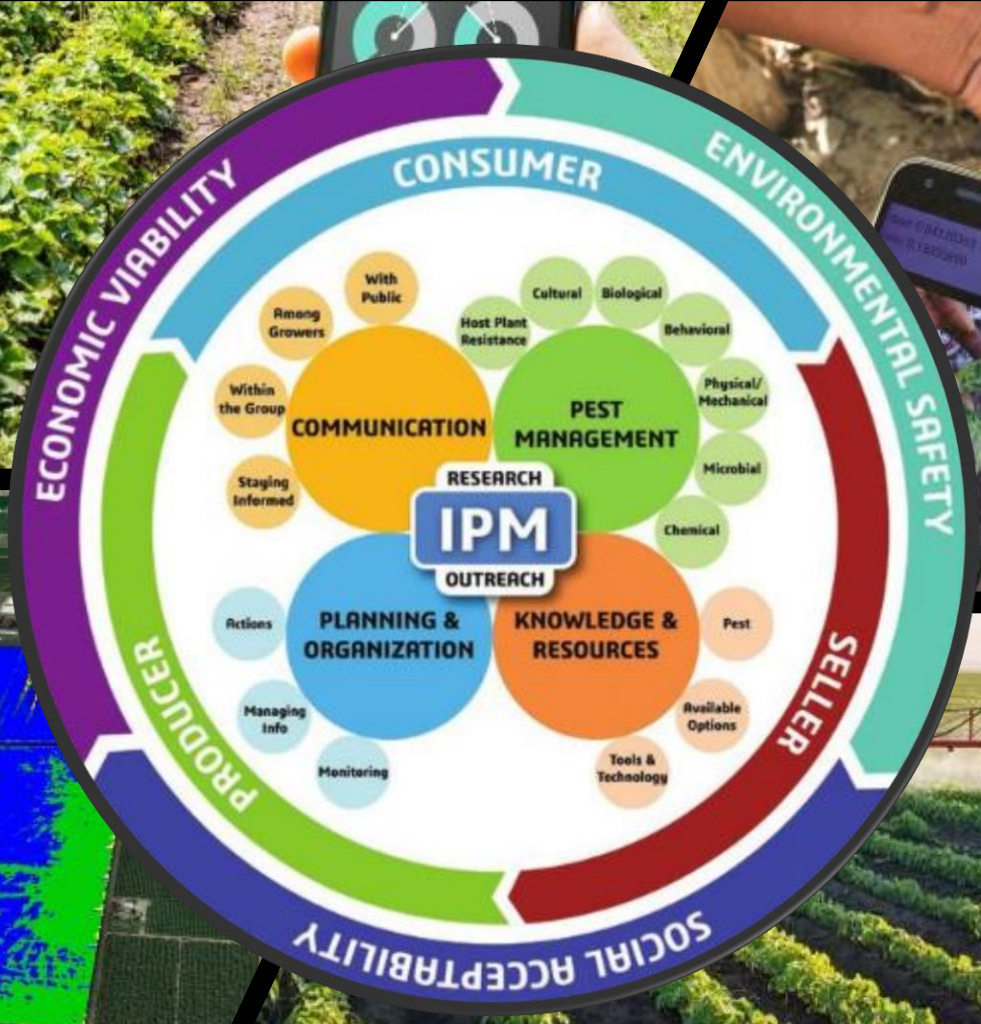 ECONOMIC VIABILITY
ENVIRONMENTAL SAFETY
SOCIAL ACCEPTABILITY
CONSUMER
SELLER
PRODUCER
With
Public
Among
Growers
Within
the Group
Staying
Informed
COMMUNICATION
Host Plant
Resistance
Cultural
Biological
Behavioral
Physical/
Mechanical
Microbial
Chemical
PEST
MANAGEMENT
RESEARCH
IPM
OUTREACH
PLANNING &
ORGANIZATION
Actions
Managing
Info
Monitoring
KNOWLEDGE &
RESOURCES
Pest
Available
Options
Tools &
Technology